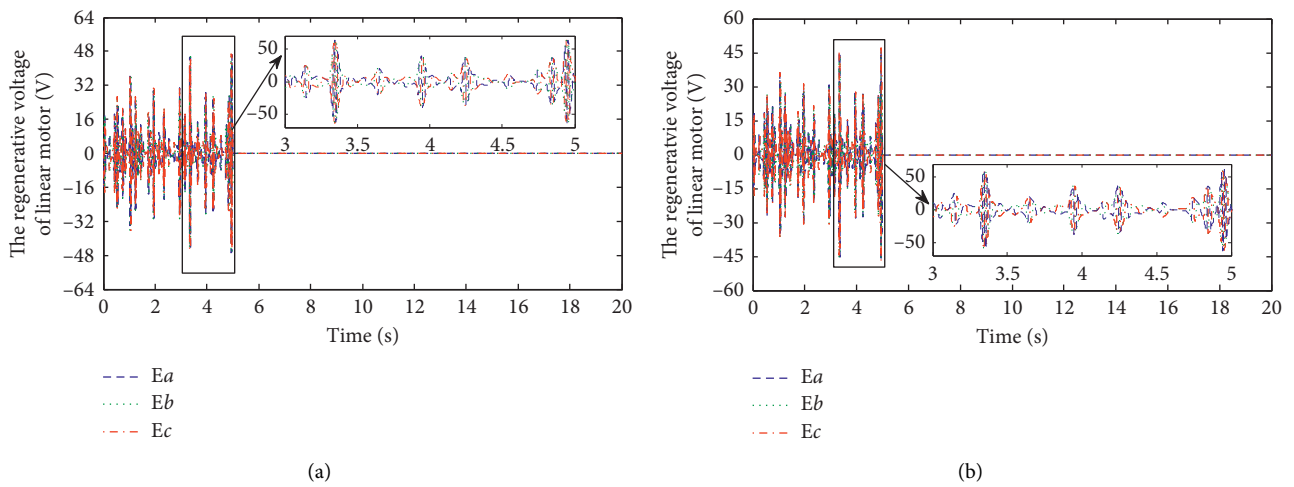 The regenerative voltage
of linear motor (V)
64
48
32
16
0
–16
–32
–48
–64
50
0
–50
3
3.5
4
4.5
5
0 2 4 6 8 10 12 14 16 18 20
Time (s)
Ea
Eb
Ec
(a)
The regeneratvie voltage
of linear motor (V)
60
45
30
15
0
–15
–30
–45
–60
50
0
–50
3
3.5
4
4.5
5
0 2 4 6 8 10 12 14 16 18 20
Time (s)
Ea
Eb
Ec
(b)